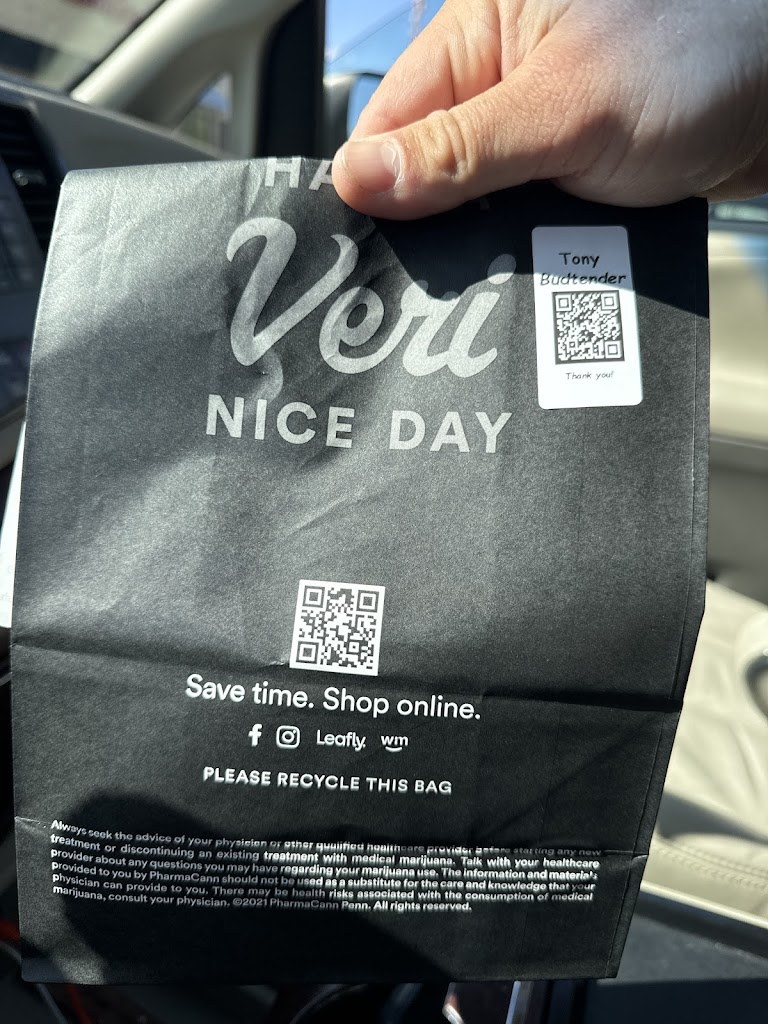 HA
Veri
NICE DAY
Tony
Budtender
Thank you!
Save time. Shop online.
Leafly. wm
PLEASE RECYCLE THIS BAG
Always seek the advice of your physician or other qualified healthcare provider before starting any new
treatment or discontinuing an existing treatment with medical marijuana. Talk with your healthcare
provider about any questions you may have regarding your marijuana use. The information and materials
provided to you by PharmaCann should not be used as a substitute for the care and knowledge that your
physician can provide to you. There may be health risks associated with the consumption of medical
marijuana, consult your physician. ©2021 PharmaCann Penn. All rights reserved.